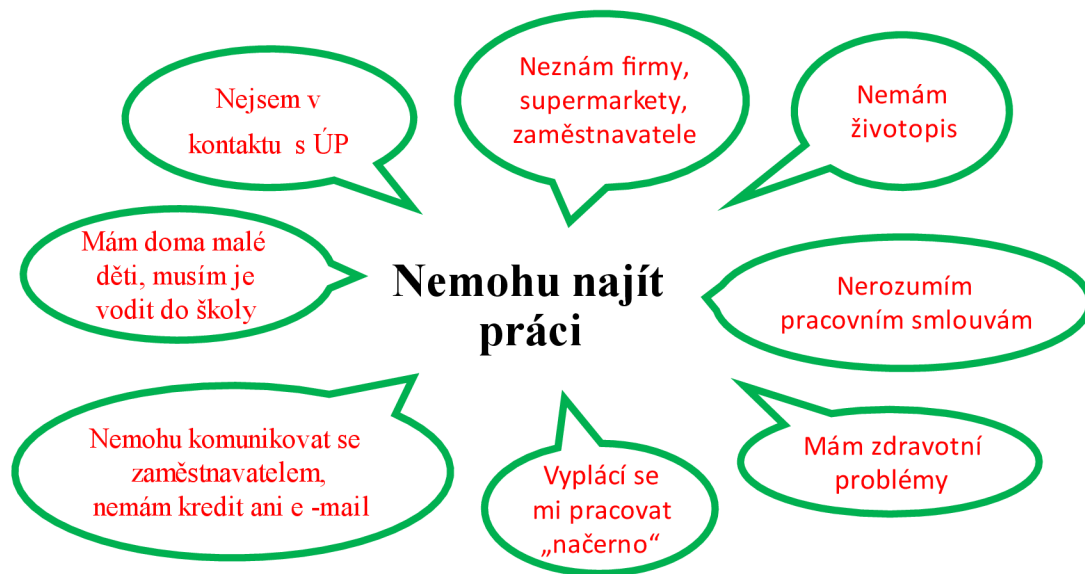 Nejsem v
kontaktu s ÚP
Neznám firmy,
supermarkety,
zaměstnavatele
Nemám
životopis
Mám doma malé
děti, musím je
vodit do školy
Nemohu najít
práci
Nerozumím
pracovním smlouvám
Nemohu komunikovat se
zaměstnavatelem,
nemám kredit ani e -mail
Vyplácí se
mi pracovat
„načerno“
Mám zdravotní
problémy